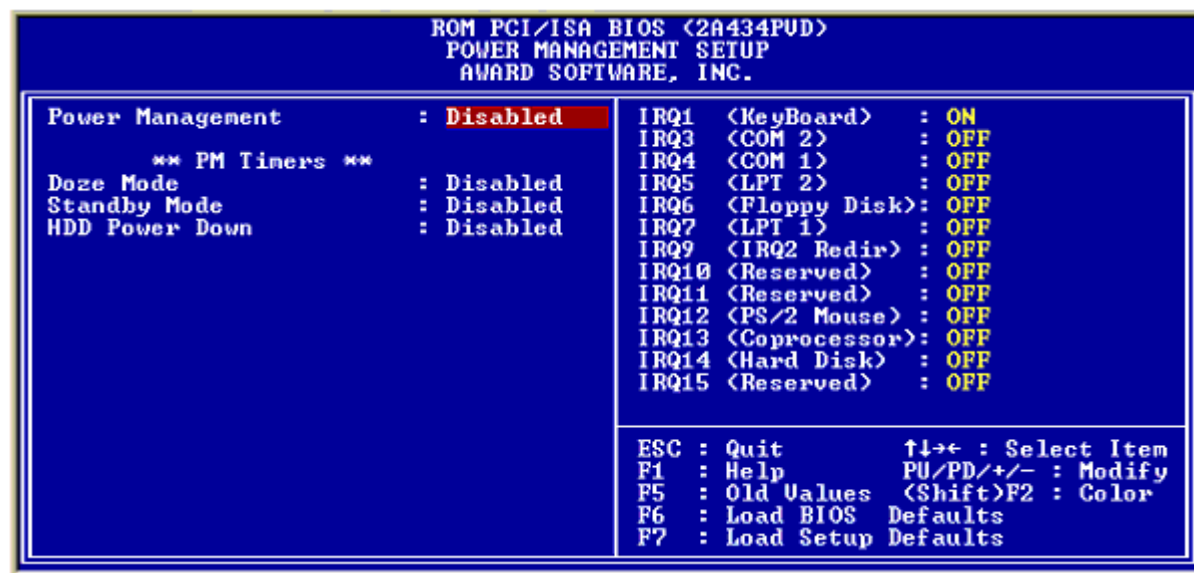 ROM PCI/ISA BIOS (2A434PVD)
POWER MANAGEMENT SETUP
AWARD SOFTWARE, INC.
Power Management : Disabled
** PM Timers **
Doze Mode : Disabled
Standby Mode : Disabled
HDD Power Down : Disabled
IRQ1 (KeyBoard) : ON
IRQ3 (COM 2) : OFF
IRQ4 (COM 1) : OFF
IRQ5 (LPT 2) : OFF
IRQ6 (Floppy Disk): OFF
IRQ7 (LPT 1) : OFF
IRQ9 (IRQ2 Redir) : OFF
IRQ10 (Reserved) : OFF
IRQ11 (Reserved) : OFF
IRQ12 (PS/2 Mouse) : OFF
IRQ13 (Coprocessor): OFF
IRQ14 (Hard Disk) : OFF
IRQ15 (Reserved) : OFF
ESC : Quit ↑↓→← : Select Item
F1 : Help PU/PD/+/- : Modify
F5 : Old Values (Shift)F2 : Color
F6 : Load BIOS Defaults
F7 : Load Setup Defaults